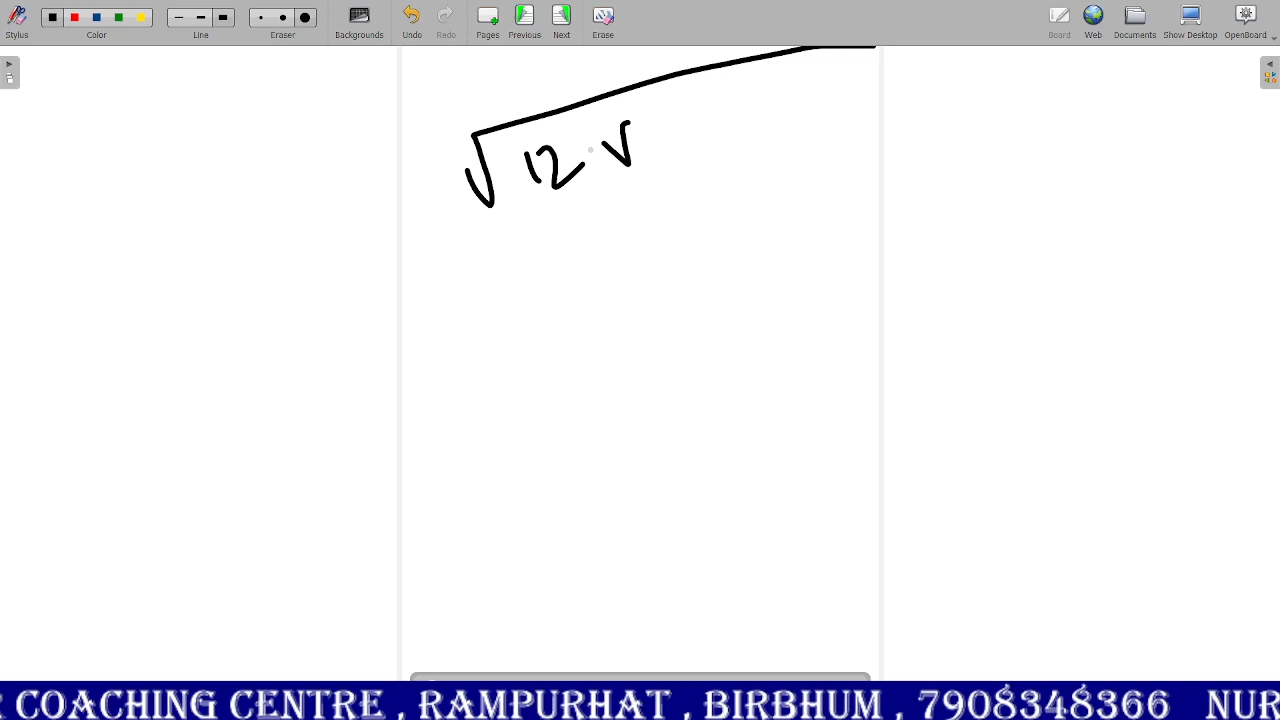 Stylus Color Line Eraser Backgrounds Undo Redo Pages Previous Next Erase Board Web Documents Show Desktop OpenBoard
√12 √
COACHING CENTRE , RAMPURHAT , BIRBHUM , 7908348366 NUR